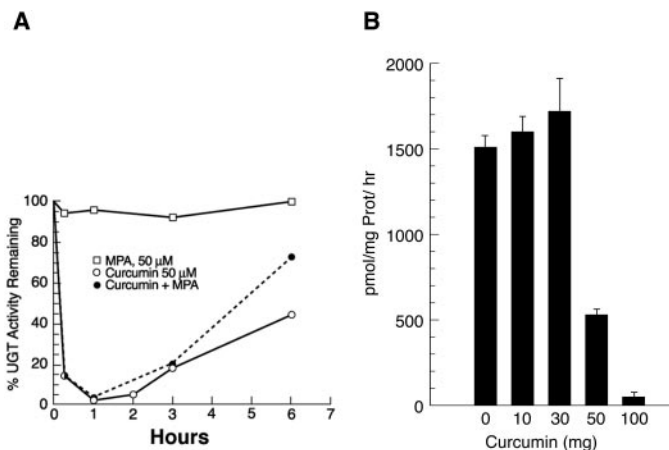 A
B
% UGT Activity Remaining
100
80
60
40
20
0
MPA, 50 µM
Curcumin 50 µM
Curcumin + MPA
0 1 2 3 4 5 6 7
Hours
pmol/mg Prot/ hr
2000
1500
1000
500
0
0 10 30 50 100
Curcumin (mg)